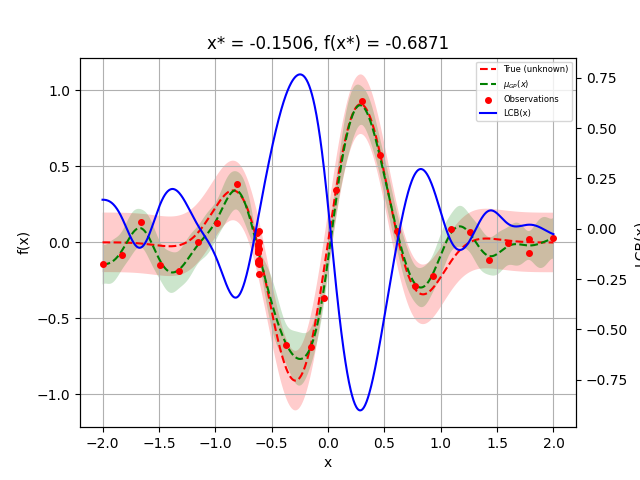 x* = -0.1506, f(x*) = -0.6871
True (unknown)
μGP(x)
Observations
LCB(x)
f(x)
1.0
0.5
0.0
−0.5
−1.0
0.75
0.50
0.25
0.00
−0.25
−0.50
−0.75
LCB(x)
−2.0 −1.5 −1.0 −0.5 0.0 0.5 1.0 1.5 2.0
x